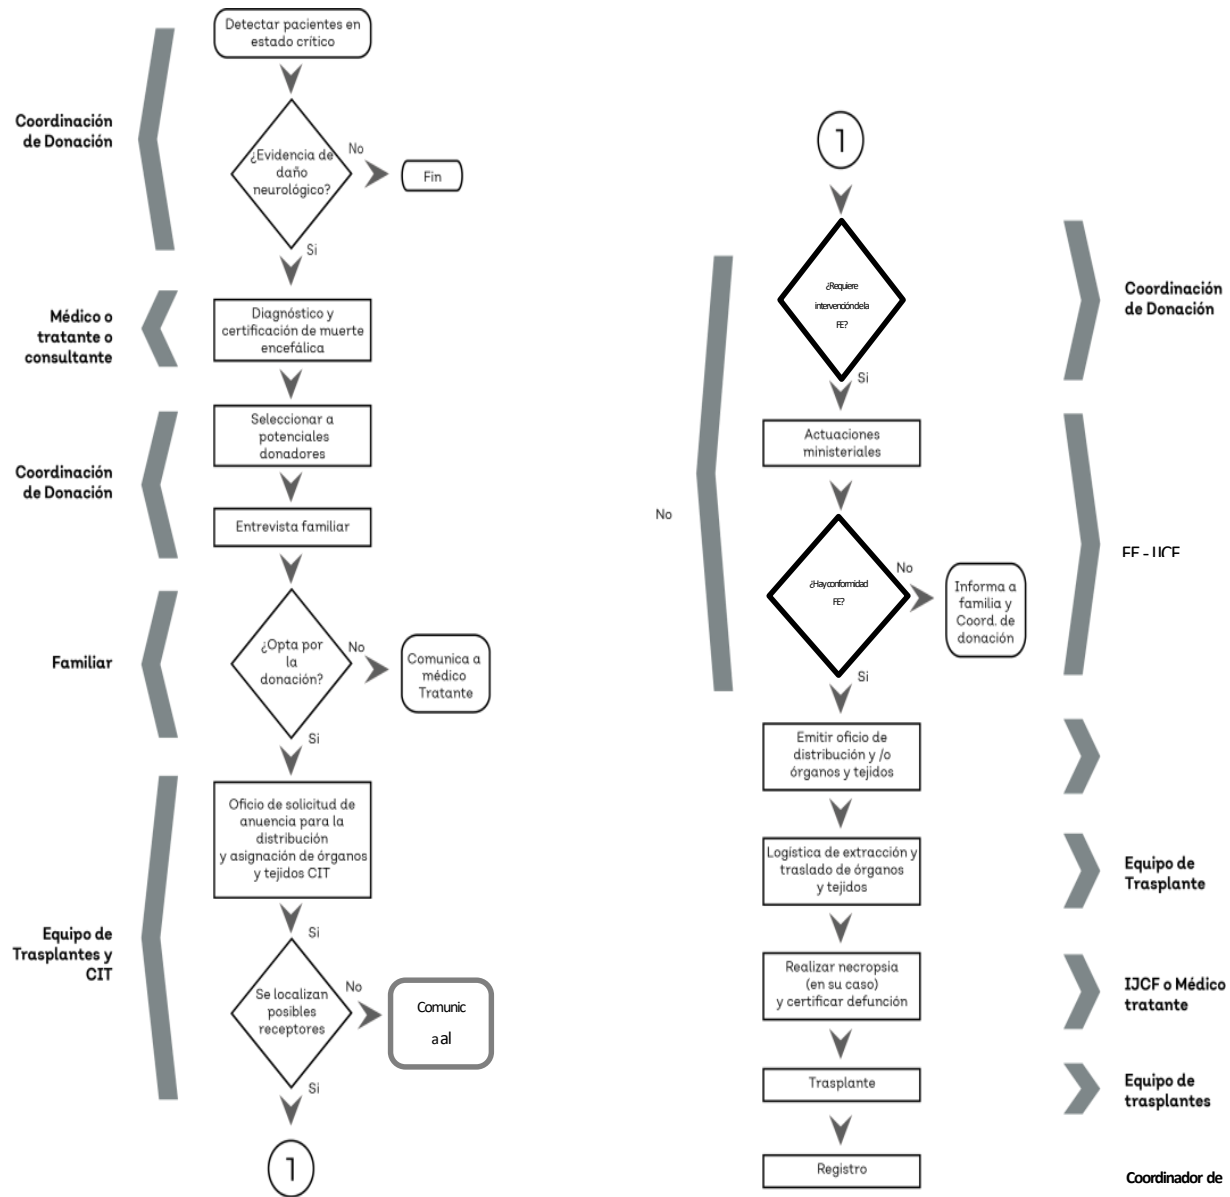 Detectar pacientes en
estado crítico
Coordinación
de Donación
¿Evidencia de
daño
neurológico?
No
Fin
Si
Médico o
tratante o
consultante
Diagnóstico y
certificación de muerte
encefálica
Seleccionar a
potenciales
donadores
Coordinación
de Donación
Entrevista familiar
Familiar
¿Opta por
la
donación?
No
Comunica a
médico
Tratante
Si
Oficio de solicitud de
anuencia para la
distribución
y asignación de órganos
y tejidos CIT
Si
Equipo de
Trasplantes y
CIT
Se localizan
posibles
receptores
No
Comunic
a al
Si
1
1
¿Requiere
intervención de la
FE?
Coordinación
de Donación
Si
Actuaciones
ministeriales
No
¿Hay conformidad
FE?
No
Informa a
familia y
Coord. de
donación
Si
Emitir oficio de
distribución y /o
órganos y tejidos
Logística de extracción y
traslado de órganos
y tejidos
Equipo de
Trasplante
Realizar necropsia
(en su caso)
y certificar defunción
IJCF o Médico
tratante
Trasplante
Equipo de
trasplantes
Registro
Coordinador de